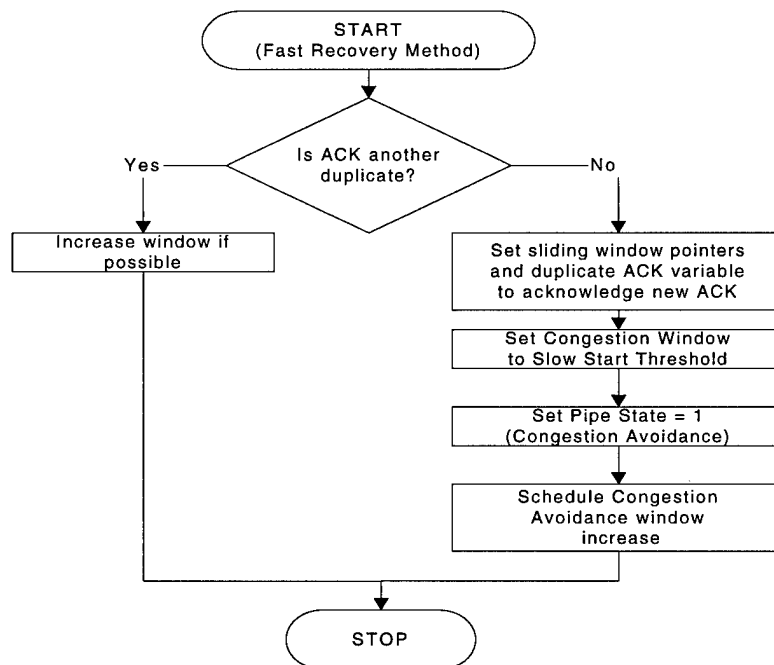 START
(Fast Recovery Method)
Is ACK another
duplicate?
Yes
No
Increase window if
possible
Set sliding window pointers
and duplicate ACK variable
to acknowledge new ACK
Set Congestion Window
to Slow Start Threshold
Set Pipe State = 1
(Congestion Avoidance)
Schedule Congestion
Avoidance window
increase
STOP